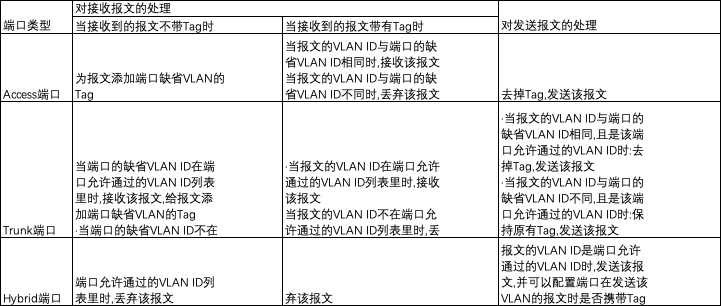 对接收报文的处理
端口类型
当接收到的报文不带Tag时
当接收到的报文带有Tag时
对发送报文的处理
Access端口
为报文添加端口缺省VLAN的
Tag
当报文的VLAN ID与端口的缺
省VLAN ID相同时,接收该报文
当报文的VLAN ID与端口的缺
省VLAN ID不同时,丢弃该报文
去掉Tag,发送该报文
Trunk端口
当端口的缺省VLAN ID在端
口允许通过的VLAN ID列表
里时,接收该报文,给报文添
加端口缺省VLAN的Tag
·当端口的缺省VLAN ID不在
·当报文的VLAN ID在端口允许
通过的VLAN ID列表里时,接收
该报文
当报文的VLAN ID不在端口允
许通过的VLAN ID列表里时,丢
·当报文的VLAN ID与端口的
缺省VLAN ID相同,且是该端
口允许通过的VLAN ID时:去
掉Tag,发送该报文
·当报文的VLAN ID与端口的
缺省VLAN ID不同,且是该端
口允许通过的VLAN ID时:保
持原有Tag,发送该报文
Hybrid端口
端口允许通过的VLAN ID列
表里时,丢弃该报文
弃该报文
报文的VLAN ID是端口允许
通过的VLAN ID时,发送该报
文,并可以配置端口在发送该
VLAN的报文时是否携带Tag